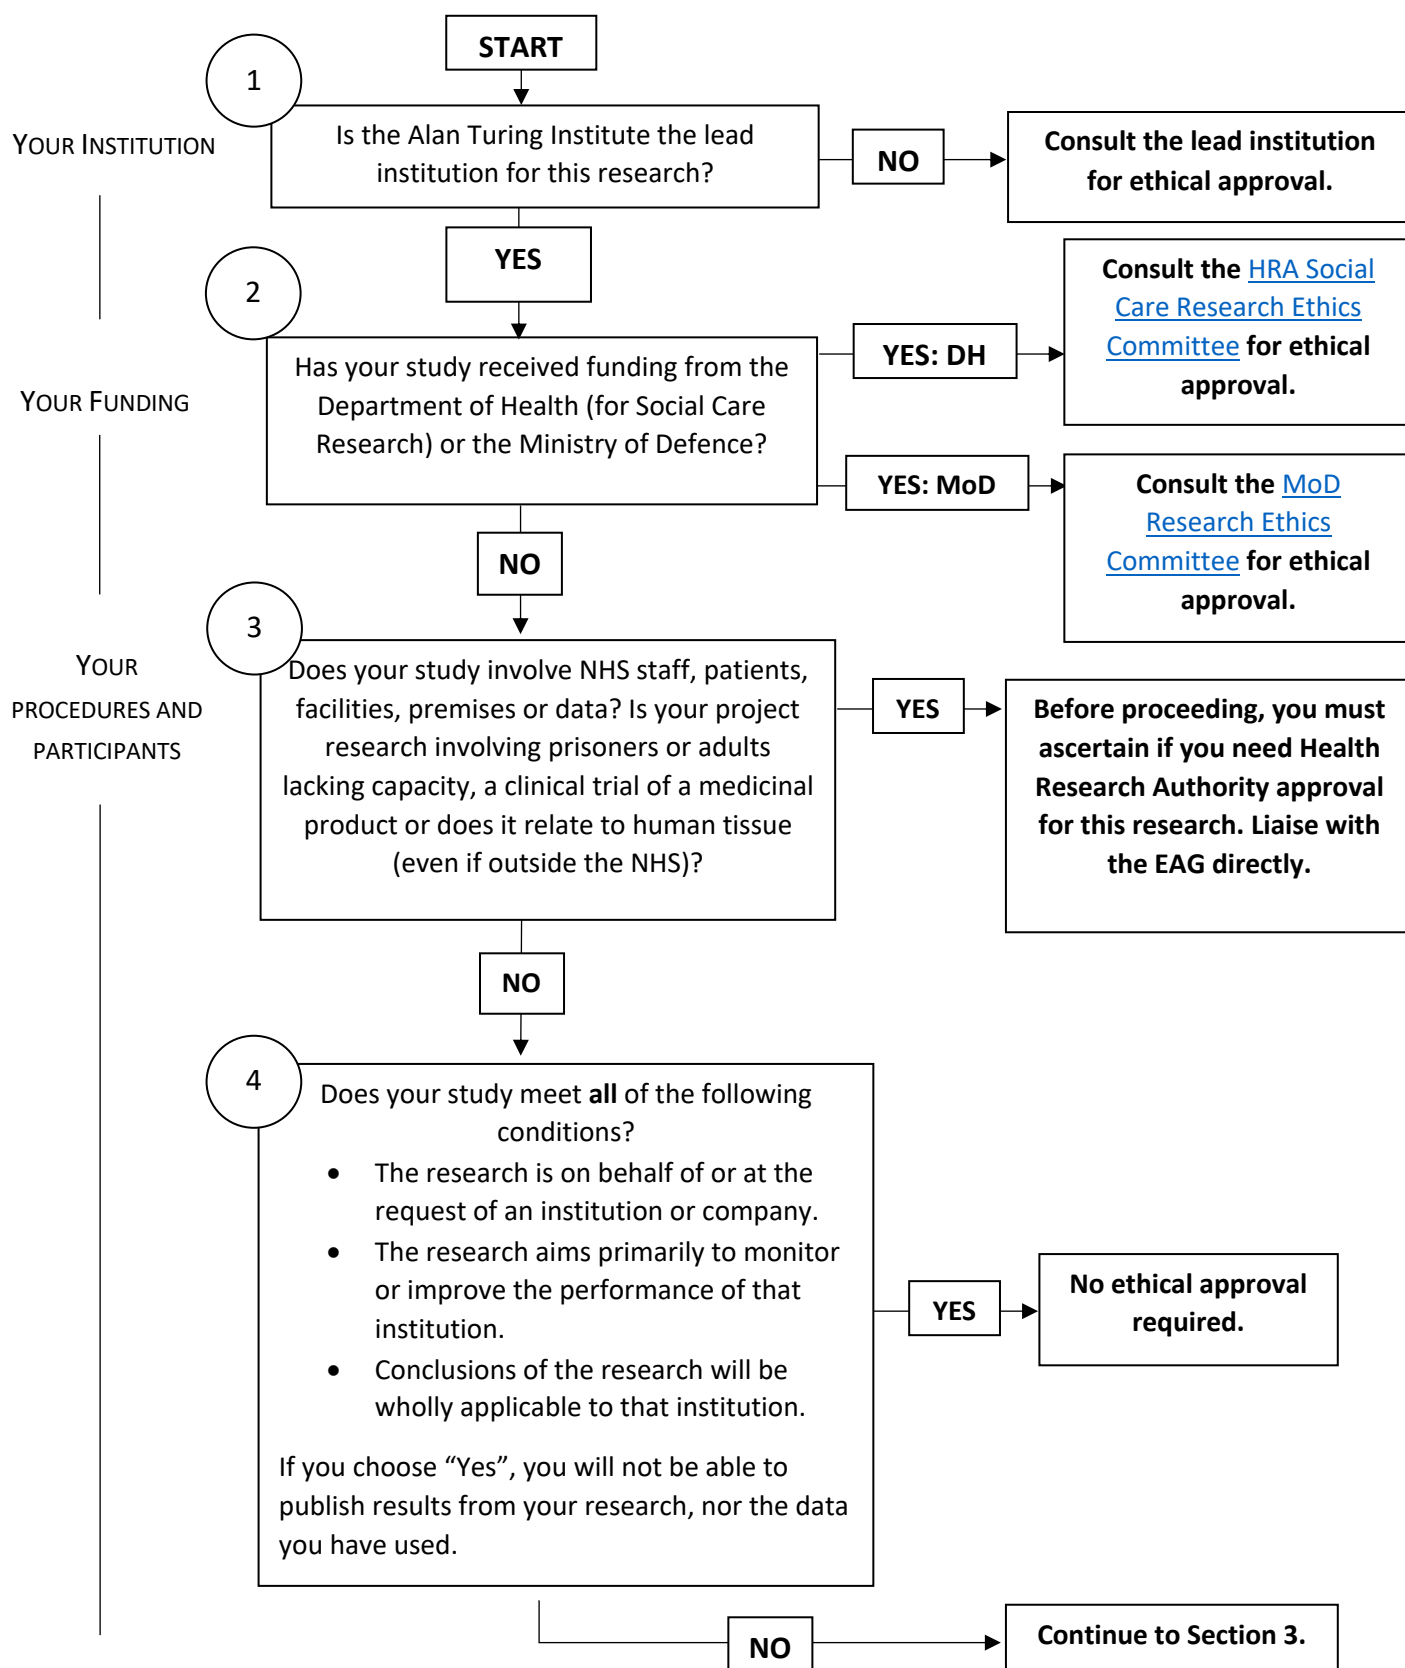 START
1
YOUR INSTITUTION
Is the Alan Turing Institute the lead
institution for this research?
NO
Consult the lead institution
for ethical approval.
YES
2
YOUR FUNDING
Has your study received funding from the
Department of Health (for Social Care
Research) or the Ministry of Defence?
YES: DH
Consult the HRA Social
Care Research Ethics
Committee for ethical
approval.
YES: MoD
Consult the MoD
Research Ethics
Committee for ethical
approval.
NO
3
YOUR
PROCEDURES AND
PARTICIPANTS
Does your study involve NHS staff, patients,
facilities, premises or data? Is your project
research involving prisoners or adults
lacking capacity, a clinical trial of a medicinal
product or does it relate to human tissue
(even if outside the NHS)?
YES
Before proceeding, you must
ascertain if you need Health
Research Authority approval
for this research. Liaise with
the EAG directly.
NO
4
Does your study meet all of the following
conditions?
• The research is on behalf of or at the
request of an institution or company.
• The research aims primarily to monitor
or improve the performance of that
institution.
• Conclusions of the research will be
wholly applicable to that institution.
If you choose “Yes”, you will not be able to
publish results from your research, nor the data
you have used.
YES
No ethical approval
required.
NO
Continue to Section 3.